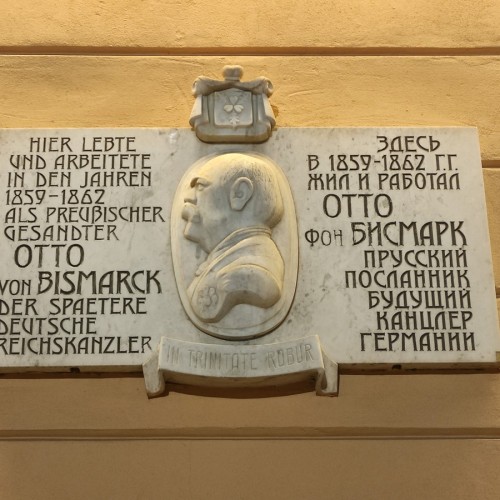 HIER LEBTE
UND ARBEITETE
IN DEN JAHREN
1859-1862
ALS PREUßISCHER
GESANDTER
OTTO
VON BISMARCK
DER SPAETERE
DEUTSCHE
REICHSKANZLER
IN TRINITATE ROBUR
ЗДЕСЬ
В 1859-1862 Г.Г.
ЖИЛ И РАБОТАЛ
ОТТО
ФОН БИСМАРК
ПРУССКИЙ
ПОСЛАННИК
БУДУЩИЙ
КАНЦЛЕР
ГЕРМАНИИ